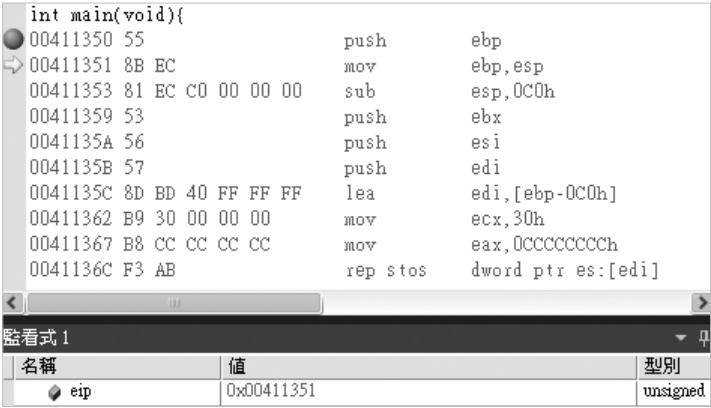 int main(void){
00411350 55 push ebp
00411351 8B EC mov ebp,esp
00411353 81 EC C0 00 00 00 sub esp,0C0h
00411359 53 push ebx
0041135A 56 push esi
0041135B 57 push edi
0041135C 8D BD 40 FF FF FF lea edi,[ebp-0C0h]
00411362 B9 30 00 00 00 mov ecx,30h
00411367 B8 CC CC CC CC mov eax,0CCCCCCCCh
0041136C F3 AB rep stos dword ptr es:[edi]
監看式 1
名稱 值 型別
eip 0x00411351 unsigned